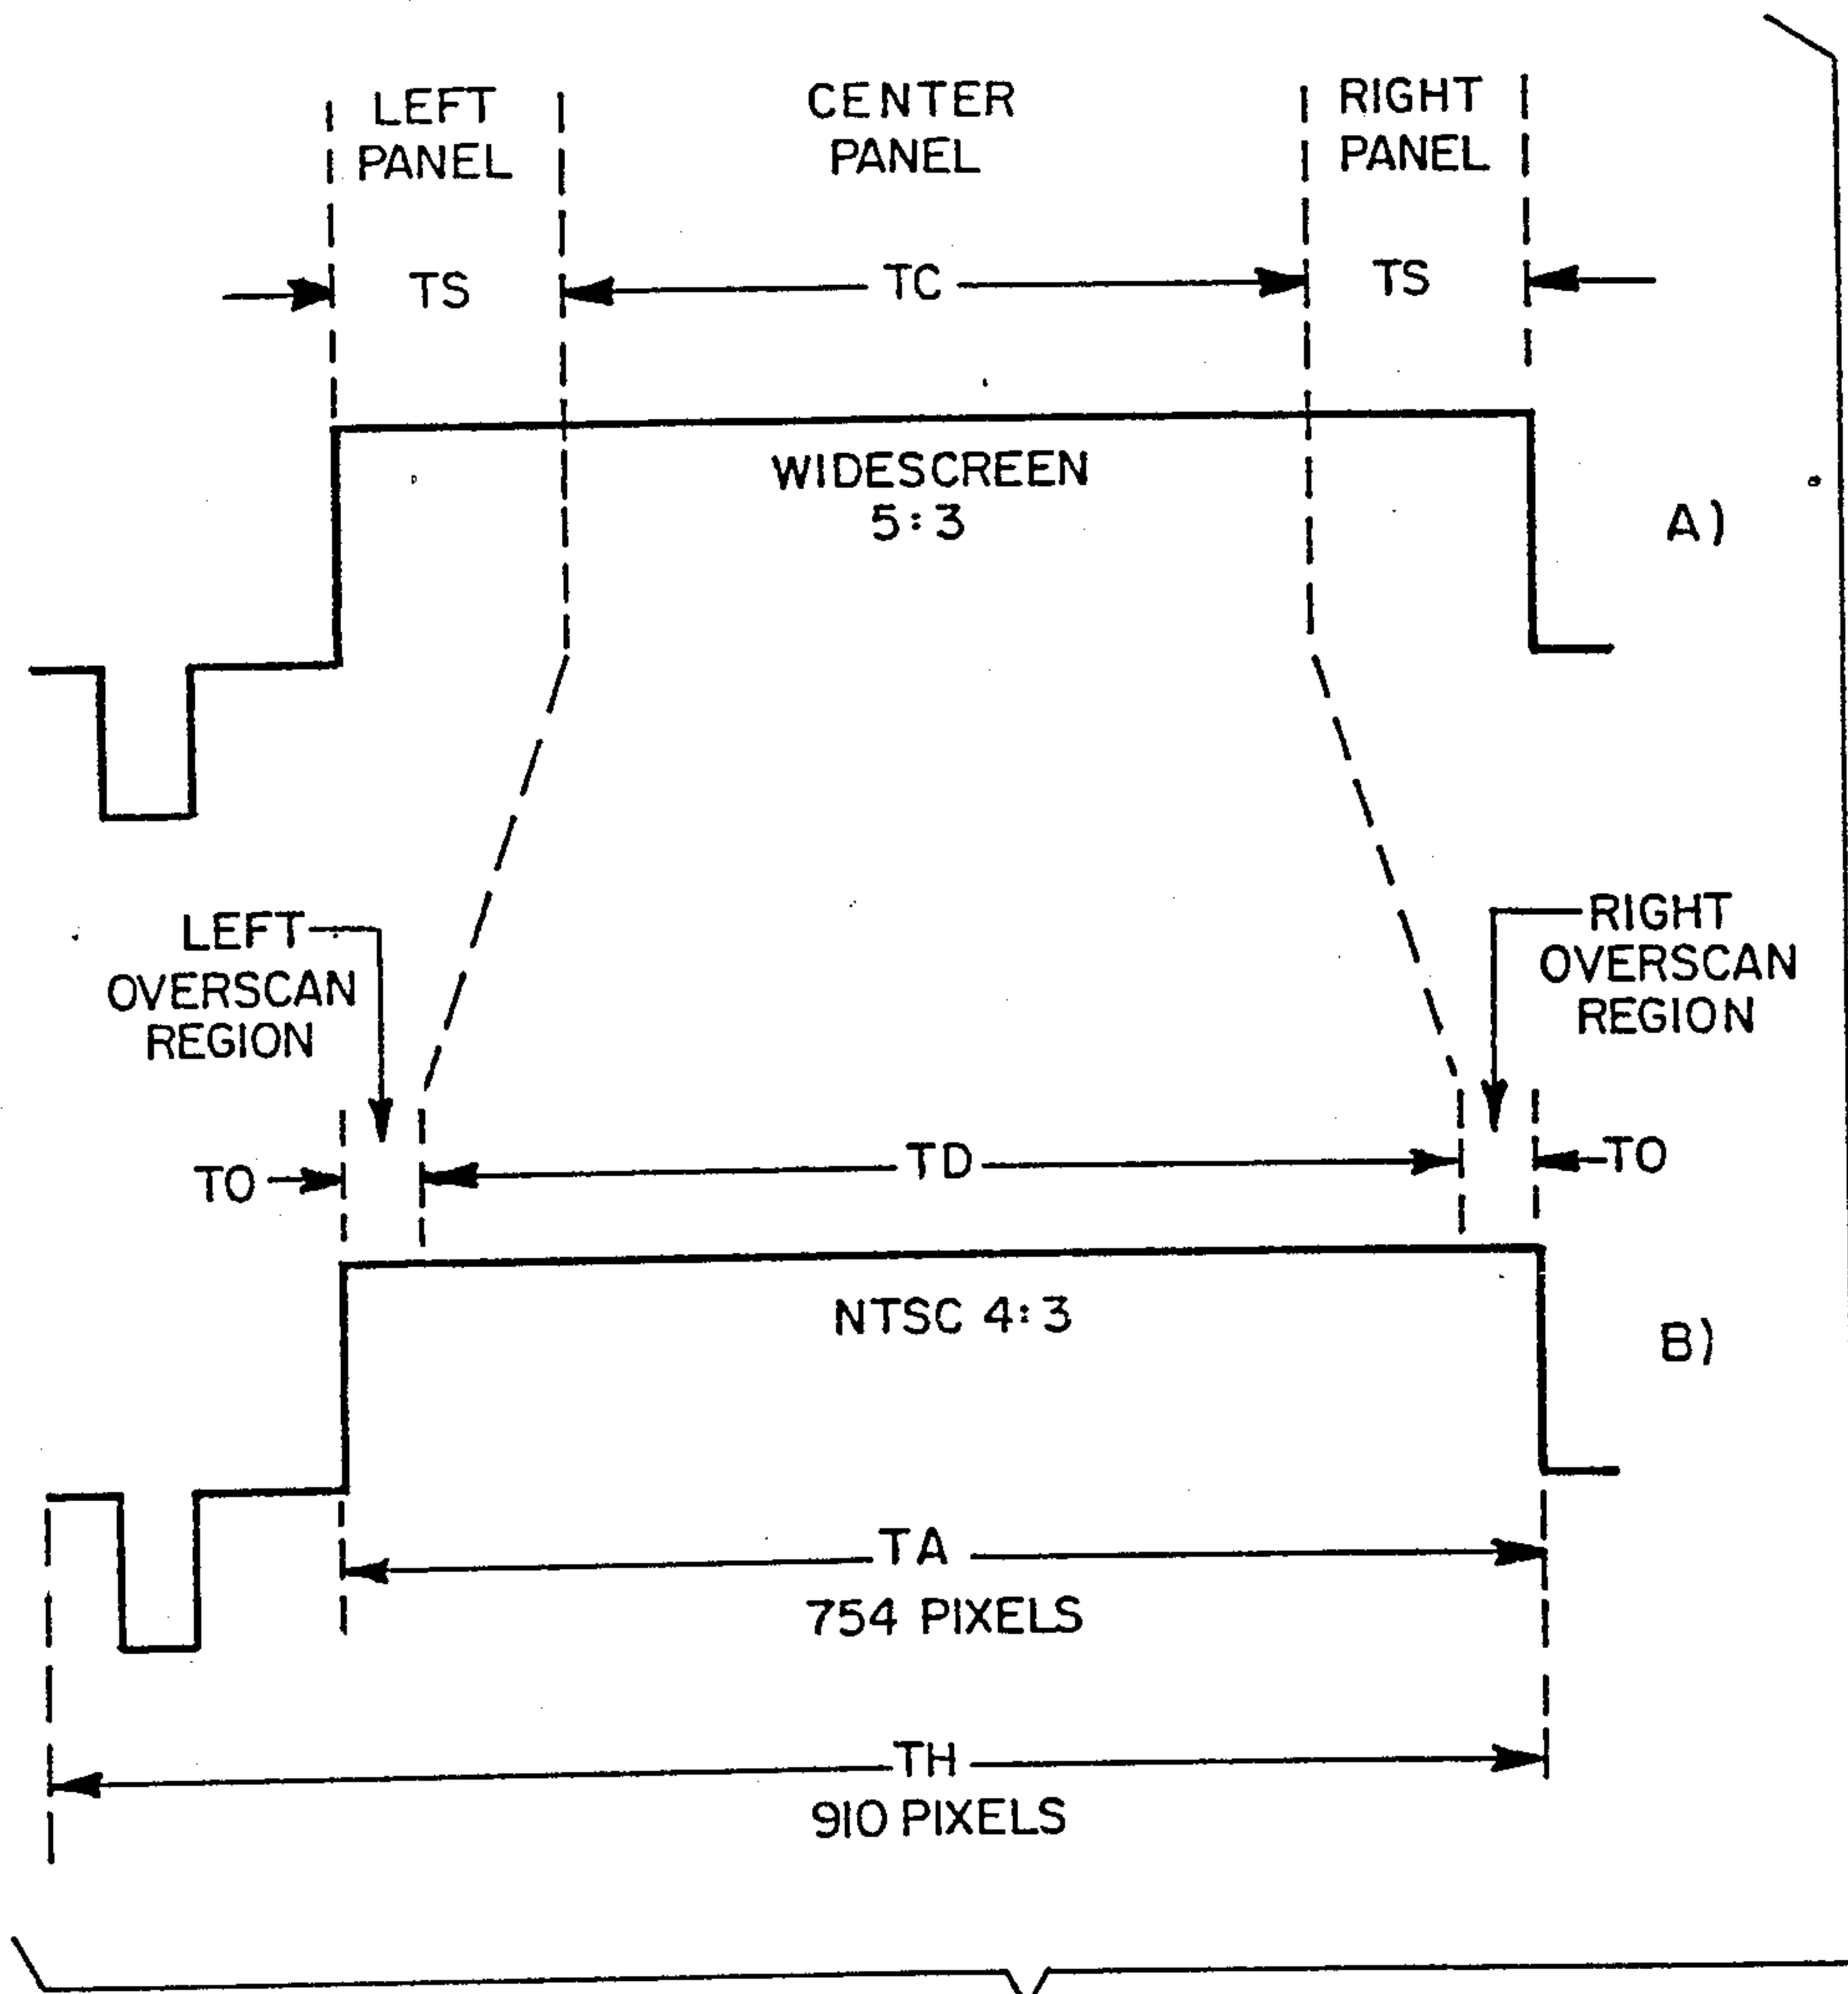 LEFT
PANEL
CENTER
PANEL
RIGHT
PANEL
TS
TC
TS
WIDESCREEN
5:3
A)
LEFT
OVERSCAN
REGION
RIGHT
OVERSCAN
REGION
TO
TD
TO
NTSC 4:3
B)
TA
754 PIXELS
TH
910 PIXELS